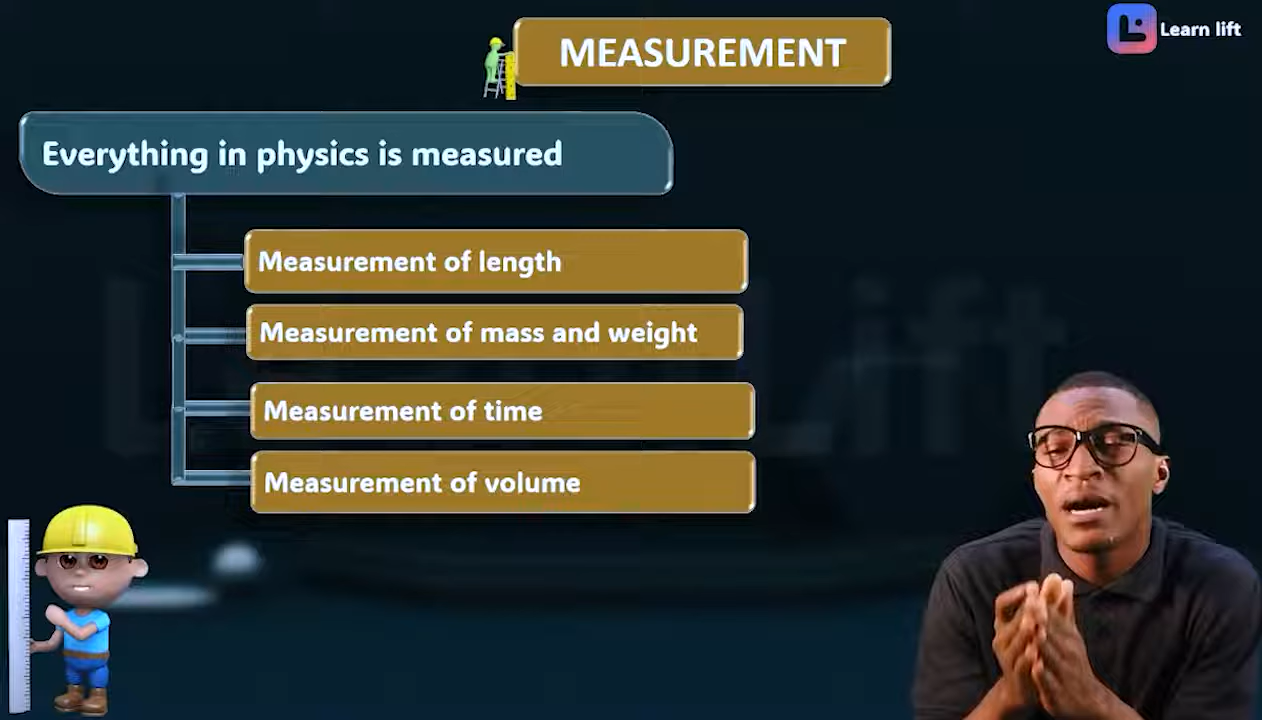 MEASUREMENT
Learn lift
Everything in physics is measured
Measurement of length
Measurement of mass and weight
Measurement of time
Measurement of volume